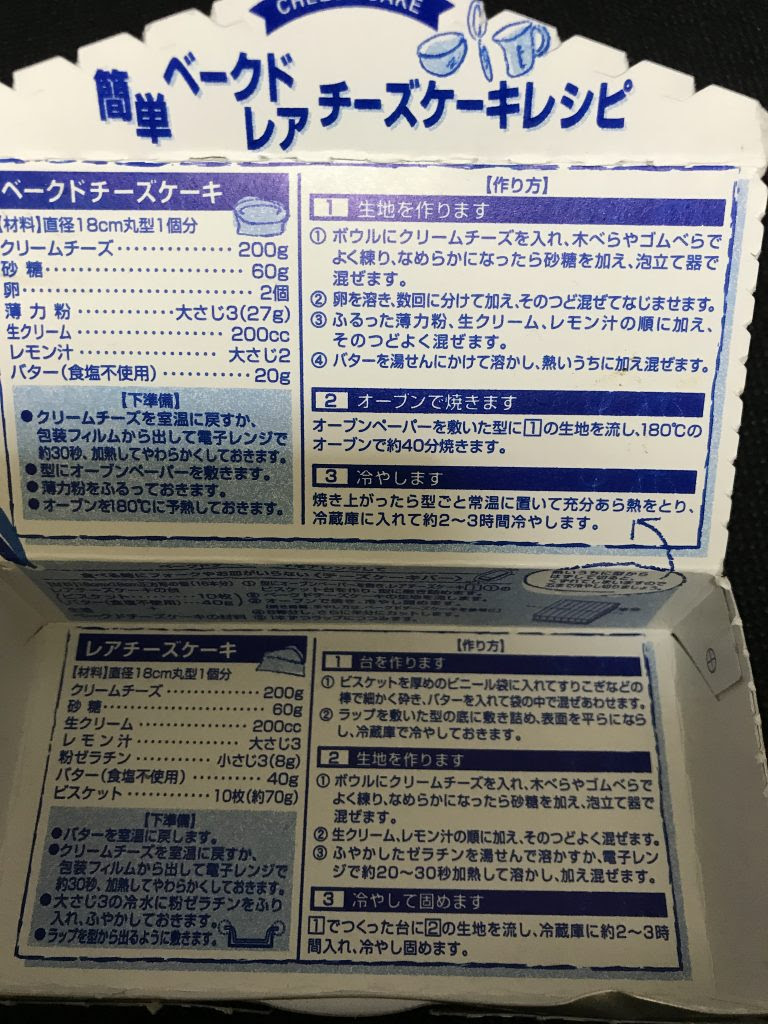 簡単 ベークド レア チーズケーキレシピ
ベークドチーズケーキ
【材料】直径18cm丸型1個分
クリームチーズ・・・・・・・・・・・・・200g
砂糖・・・・・・・・・・・・・・・・・・・・・・60g
卵・・・・・・・・・・・・・・・・・・・・・・・・2個
薄力粉・・・・・・・・・・・・大さじ3(27g)
生クリーム・・・・・・・・・・・・・・・・200cc
レモン汁・・・・・・・・・・・・・・・・大さじ2
バター(食塩不使用)・・・・・・・・・・20g
【下準備】
●クリームチーズを室温に戻すか、
包装フィルムから出して電子レンジで
約30秒、加熱してやわらかくしておきます。
●型にオーブンペーパーを敷きます。
●薄力粉をふるっておきます。
●オーブンを180℃に予熱しておきます。
【作り方】
1 生地を作ります
① ボウルにクリームチーズを入れ、木べらやゴムべらで
よく練り、なめらかになったら砂糖を加え、泡立て器で
混ぜます。
② 卵を溶き、数回に分けて加え、そのつど混ぜてなじませます。
③ ふるった薄力粉、生クリーム、レモン汁の順に加え、
そのつどよく混ぜます。
④ バターを湯せんにかけて溶かし、熱いうちに加え混ぜます。
2 オーブンで焼きます
オーブンペーパーを敷いた型に1の生地を流し、180℃の
オーブンで約40分焼きます。
3 冷やします
焼き上がったら型ごと常温に置いて充分あら熱をとり、
冷蔵庫に入れて約2～3時間冷やします。
レアチーズケーキ
【材料】直径18cm丸型1個分
クリームチーズ・・・・・・・・・・・・・200g
砂糖・・・・・・・・・・・・・・・・・・・・・・60g
生クリーム・・・・・・・・・・・・・・・・200cc
レモン汁・・・・・・・・・・・・・・・・大さじ3
粉ゼラチン・・・・・・・・・・・小さじ3(8g)
バター(食塩不使用)・・・・・・・・・・40g
ビスケット・・・・・・・・・・10枚(約70g)
【下準備】
●バターを室温に戻します。
●クリームチーズを室温に戻すか、
包装フィルムから出して電子レンジで
約30秒、加熱してやわらかくしておきます。
●大さじ3の冷水に粉ゼラチンをふり
入れ、ふやかしておきます。
●ラップを型から出るように敷きます。
【作り方】
1 台を作ります
① ビスケットを厚めのビニール袋に入れてすりこぎなどの
棒で細かく砕き、バターを入れて袋の中で混ぜあわせます。
② ラップを敷いた型の底に敷き詰め、表面を平らになら
し、冷蔵庫で冷やしておきます。
2 生地を作ります
① ボウルにクリームチーズを入れ、木べらやゴムべらで
よく練り、なめらかになったら砂糖を加え、泡立て器で
混ぜます。
② 生クリーム、レモン汁の順に加え、そのつどよく混ぜます。
③ ふやかしたゼラチンを湯せんで溶かすか、電子レン
ジで約20～30秒加熱して溶かし、加え混ぜます。
3 冷やして固めます
1でつくった台に2の生地を流し、冷蔵庫に約2～3時
間入れ、冷やし固めます。